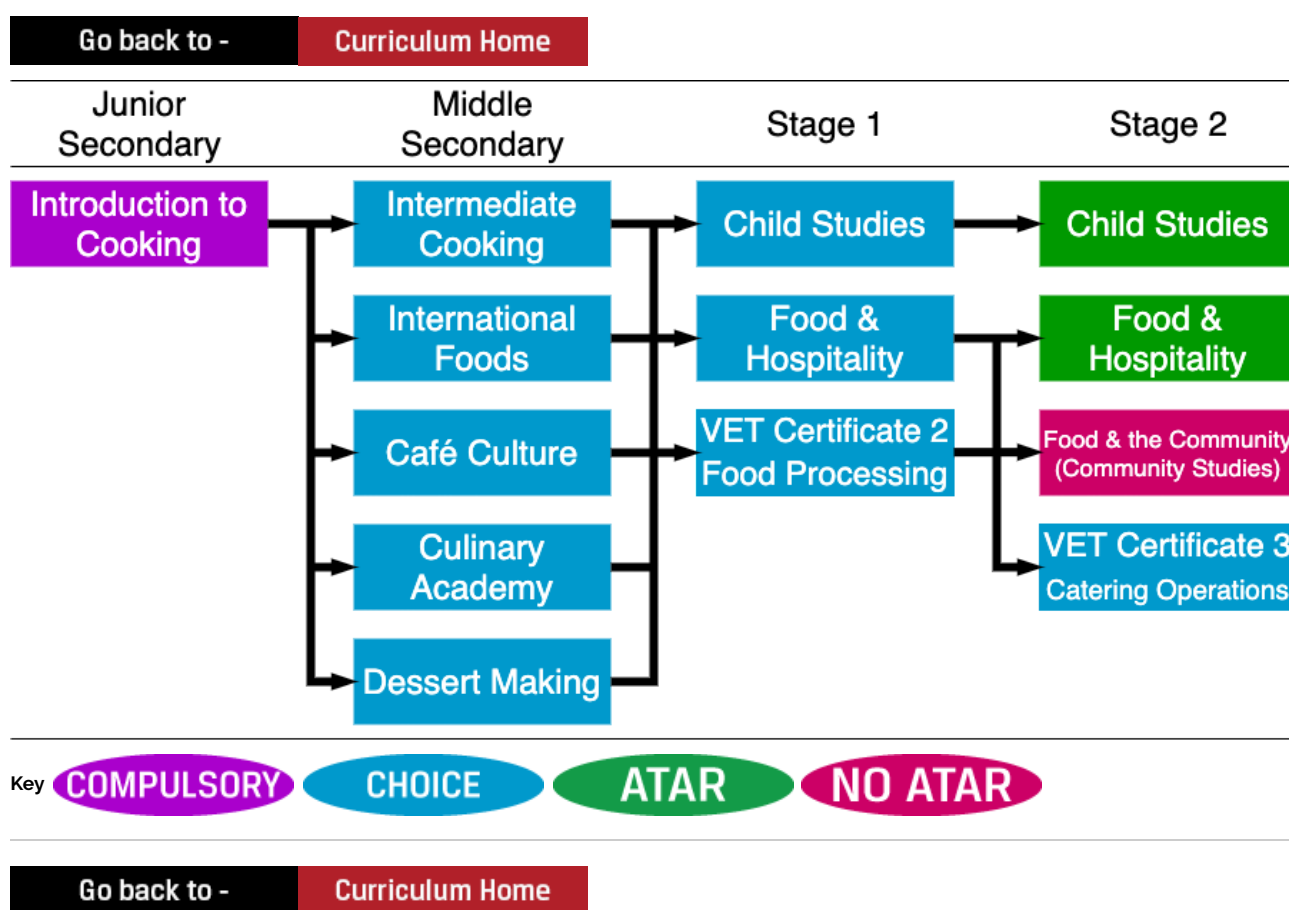 Go back to - Curriculum Home
Junior
Secondary
Middle
Secondary
Stage 1
Stage 2
Introduction to
Cooking
Intermediate
Cooking
Child Studies
Child Studies
International
Foods
Food &
Hospitality
Food &
Hospitality
Café Culture
VET Certificate 2
Food Processing
Food & the Community
(Community Studies)
Culinary
Academy
VET Certificate 3
Catering Operations
Dessert Making
Key COMPULSORY CHOICE ATAR NO ATAR
Go back to - Curriculum Home